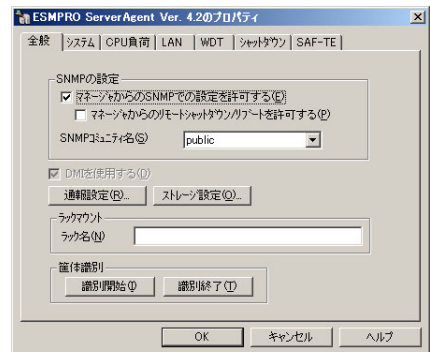 ESMPRO ServerAgent Ver. 4.2のプロパティ
全般 システム CPU負荷 LAN WDT シャットダウン SAF-TE
SNMPの設定
マネージャからのSNMPでの設定を許可する(E)
マネージャからのリモートシャットダウン/リブートを許可する(P)
SNMPコミュニティ名(S) public
DMIを使用する(D)
通報設定(R)... ストレージ設定(O)...
ラックマウント
ラック名(N)
筐体識別
識別開始(I) 識別終了(T)
OK キャンセル ヘルプ